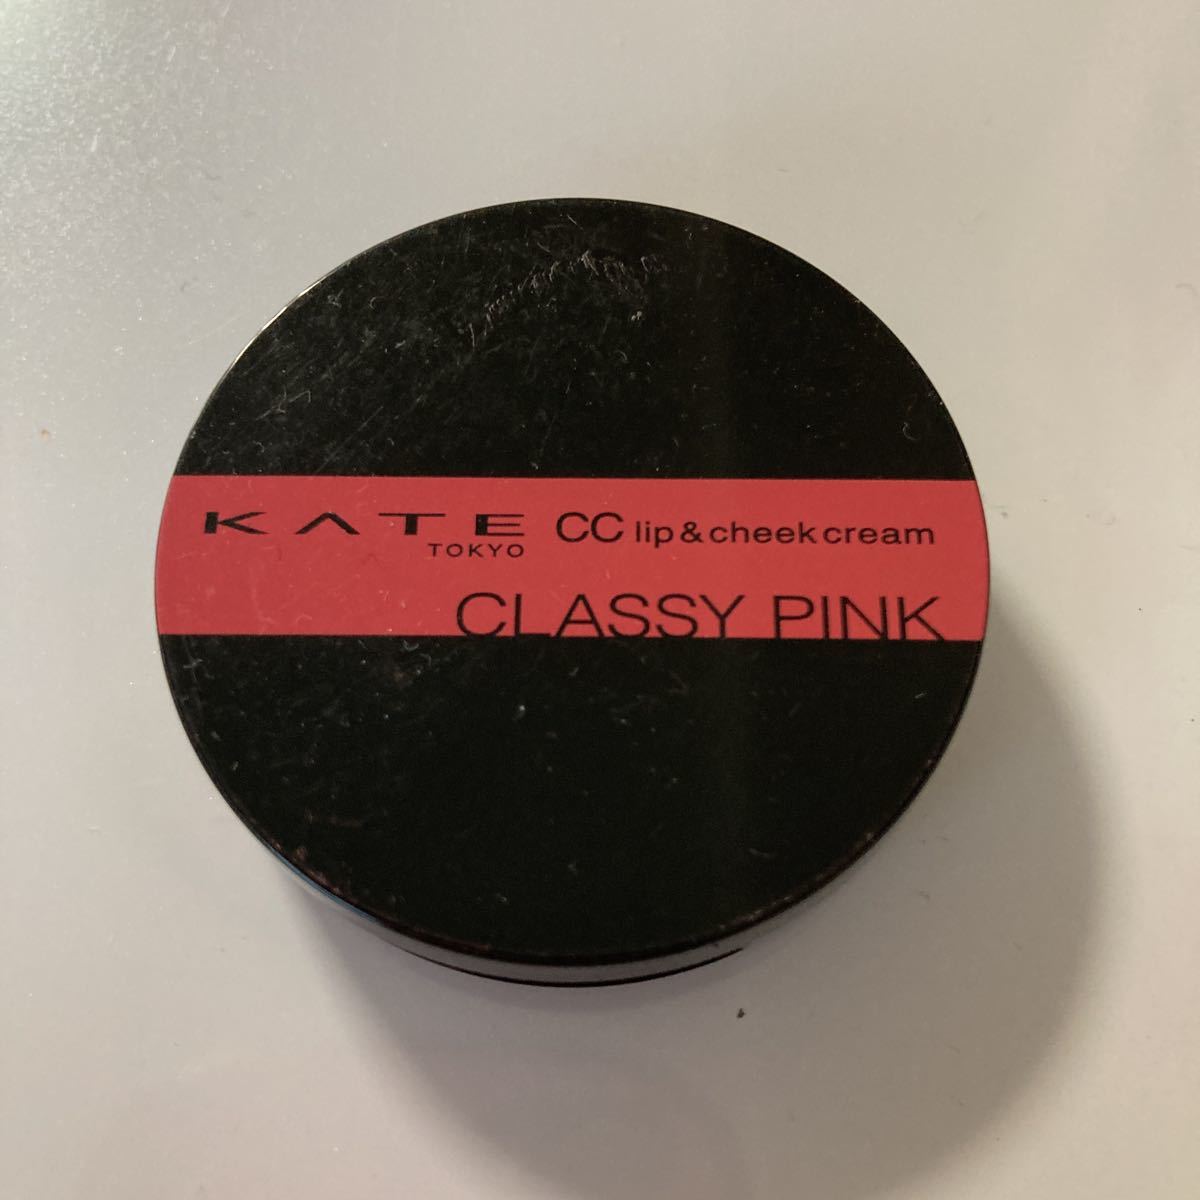 KATE CC lip & cheek cream
TOKYO
CLASSY PINK